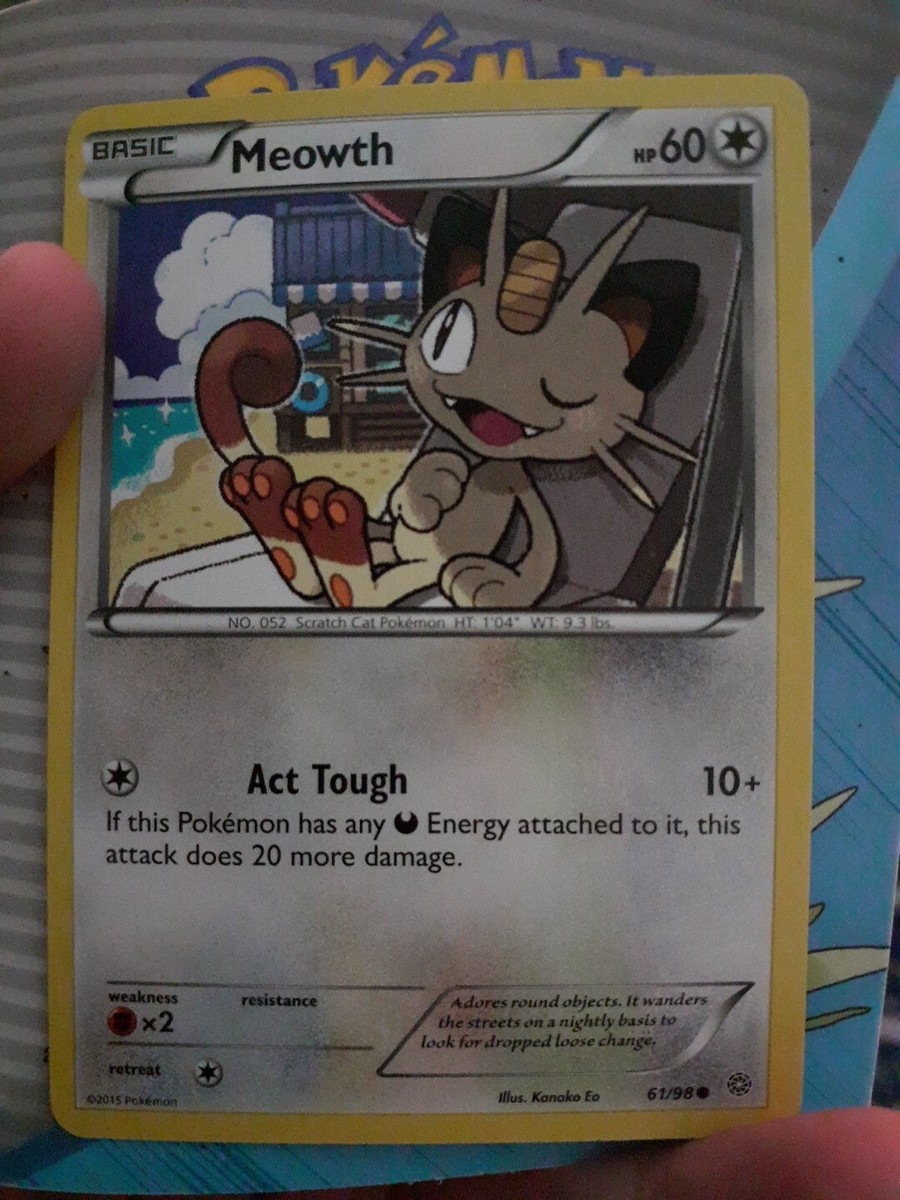 POKÉMON
BASIC Meowth HP 60
NO. 052 Scratch Cat Pokémon HT: 1'04" WT: 9.3 lbs.
Act Tough 10+
If this Pokémon has any Energy attached to it, this
attack does 20 more damage.
weakness resistance
×2
Adores round objects. It wanders
the streets on a nightly basis to
look for dropped loose change.
retreat
©2015 Pokémon Illus. Kanako Eo 61/98